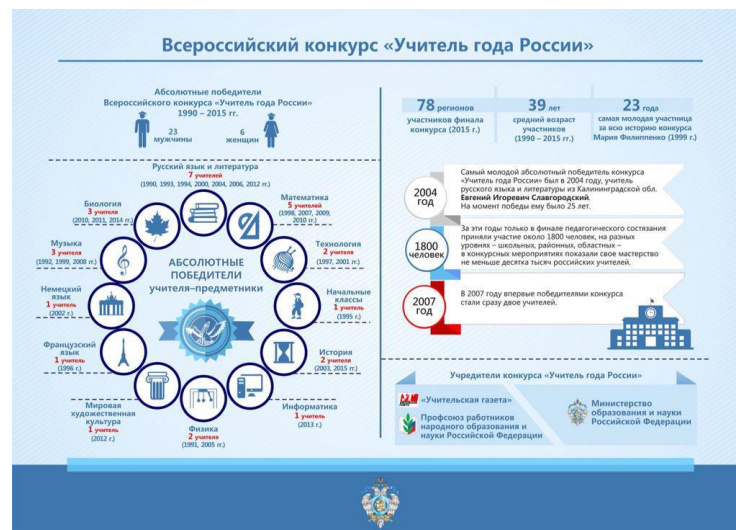 Всероссийский конкурс «Учитель года России»
Абсолютные победители
Всероссийского конкурса «Учитель года России»
1990 – 2015 гг.
23
мужчины
6
женщин
Русский язык и литература
7 учителей
(1990, 1993, 1994, 2000, 2004, 2006, 2012 гг.)
Математика
5 учителей
(1998, 2007, 2009,
2010 г.)
Технология
2 учителя
(1997, 2001 г.)
Начальные
классы
1 учитель
(1995 г.)
История
2 учителя
(2003, 2015 гг.)
Информатика
1 учитель
(2013 г.)
Физика
2 учителя
(1991, 2005 гг.)
Мировая
художественная
культура
1 учитель
(2012 г.)
Французский
язык
1 учитель
(1996 г.)
Немецкий
язык
1 учитель
(2002 г.)
Музыка
3 учителя
(1992, 1999, 2008 г.)
Биология
3 учителя
(2010, 2011, 2014 гг.)
АБСОЛЮТНЫЕ
ПОБЕДИТЕЛИ
учителя–предметники
78 регионов
участников финала
конкурса (2015 г.)
39 лет
средний возраст
участников
(1990 – 2015 гг.)
23 года
самая молодая участница
за всю историю конкурса
Мария Филиппенко (1999 г.)
2004
год
Самый молодой абсолютный победитель конкурса
«Учитель года России» был в 2004 году, учитель
русского языка и литературы из Калининградской обл.
Евгений Игоревич Славгородский.
На момент победы ему было 25 лет.
1800
человек
За эти годы только в финале педагогического состязания
приняли участие около 1800 человек, на разных
уровнях – школьных, районных, областных –
в конкурсных мероприятиях показали свое мастерство
не меньше десятка тысяч российских учителей.
2007
год
В 2007 году впервые победителями конкурса
стали сразу двое учителей.
Учредители конкурса «Учитель года России»
«Учительская газета»
Профсоюз работников
народного образования и
науки Российской Федерации
Министерство
образования и науки
Российской Федерации